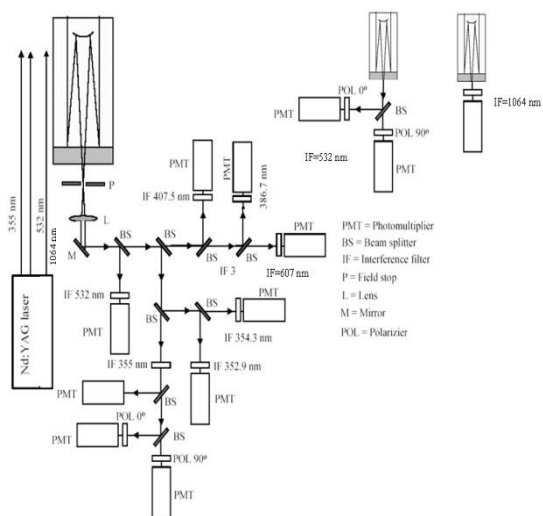 POL 0º
PMT
BS
POL 90º
IF=532 nm
PMT
IF=1064 nm
PMT
PMT
PMT
IF 407.5 nm
386.7 nm
P
L
M
BS
BS
BS
BS
IF 3
PMT
IF=607 nm
355 nm
532 nm
1064 nm
Nd:YAG laser
PMT = Photomultiplier
BS = Beam splitter
IF = Interference filter
P = Field stop
L = Lens
M = Mirror
POL = Polarizier
IF 532 nm
PMT
BS
BS
PMT
IF 354.3 nm
IF 355 nm
IF 352.9 nm
PMT
PMT
BS
POL 0º
PMT
BS
POL 90º
PMT